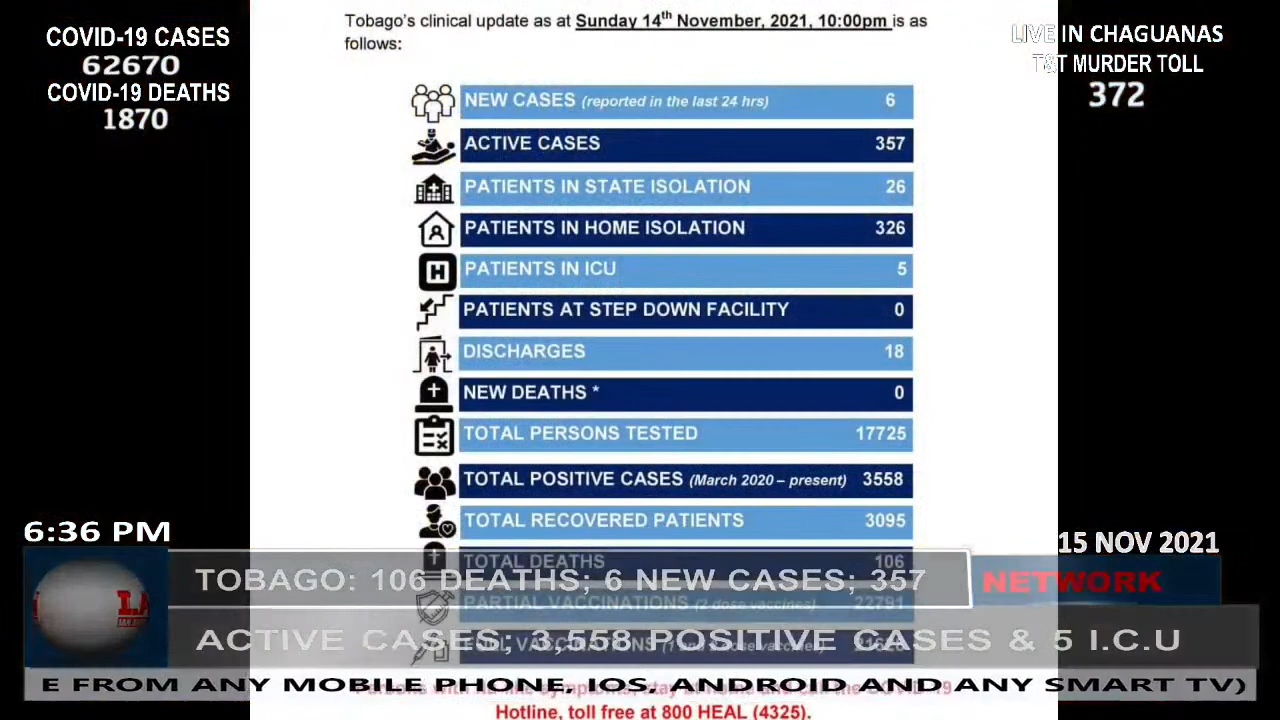 COVID-19 CASES
62670
COVID-19 DEATHS
1870
LIVE IN CHAGUANAS
T&T MURDER TOLL
372
Tobago's clinical update as at Sunday 14th November, 2021, 10:00pm is as
follows:
NEW CASES (reported in the last 24 hrs) 6
ACTIVE CASES 357
PATIENTS IN STATE ISOLATION 26
PATIENTS IN HOME ISOLATION 326
H PATIENTS IN ICU 5
PATIENTS AT STEP DOWN FACILITY 0
DISCHARGES 18
NEW DEATHS * 0
TOTAL PERSONS TESTED 17725
TOTAL POSITIVE CASES (March 2020 – present) 3558
TOTAL RECOVERED PATIENTS 3095
TOTAL DEATHS 106
PARTIAL VACCINATIONS (2 dose vaccines) 22791
FULL VACCINATIONS
6:36 PM
15 NOV 2021
TOBAGO: 106 DEATHS; 6 NEW CASES; 357
NETWORK
ACTIVE CASES; 3,558 POSITIVE CASES & 5 I.C.U
E FROM ANY MOBILE PHONE, IOS, ANDROID AND ANY SMART TV)
Hotline, toll free at 800 HEAL (4325).